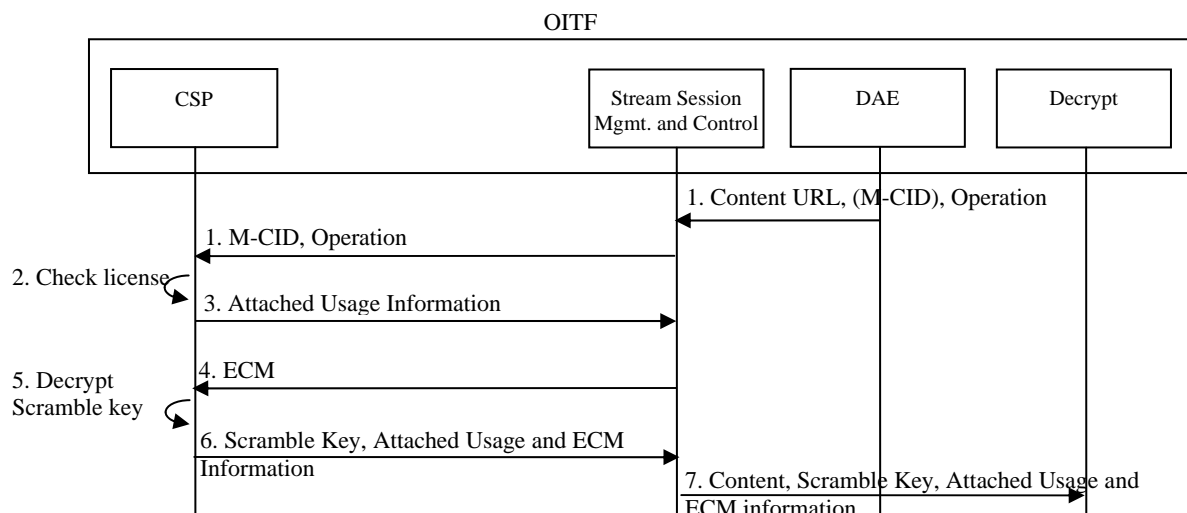 OITF
CSP
Stream Session
Mgmt. and Control
DAE
Decrypt
1. Content URL, (M-CID), Operation
1. M-CID, Operation
2. Check license
3. Attached Usage Information
4. ECM
5. Decrypt
Scramble key
6. Scramble Key, Attached Usage and ECM
Information
7. Content, Scramble Key, Attached Usage and
ECM information